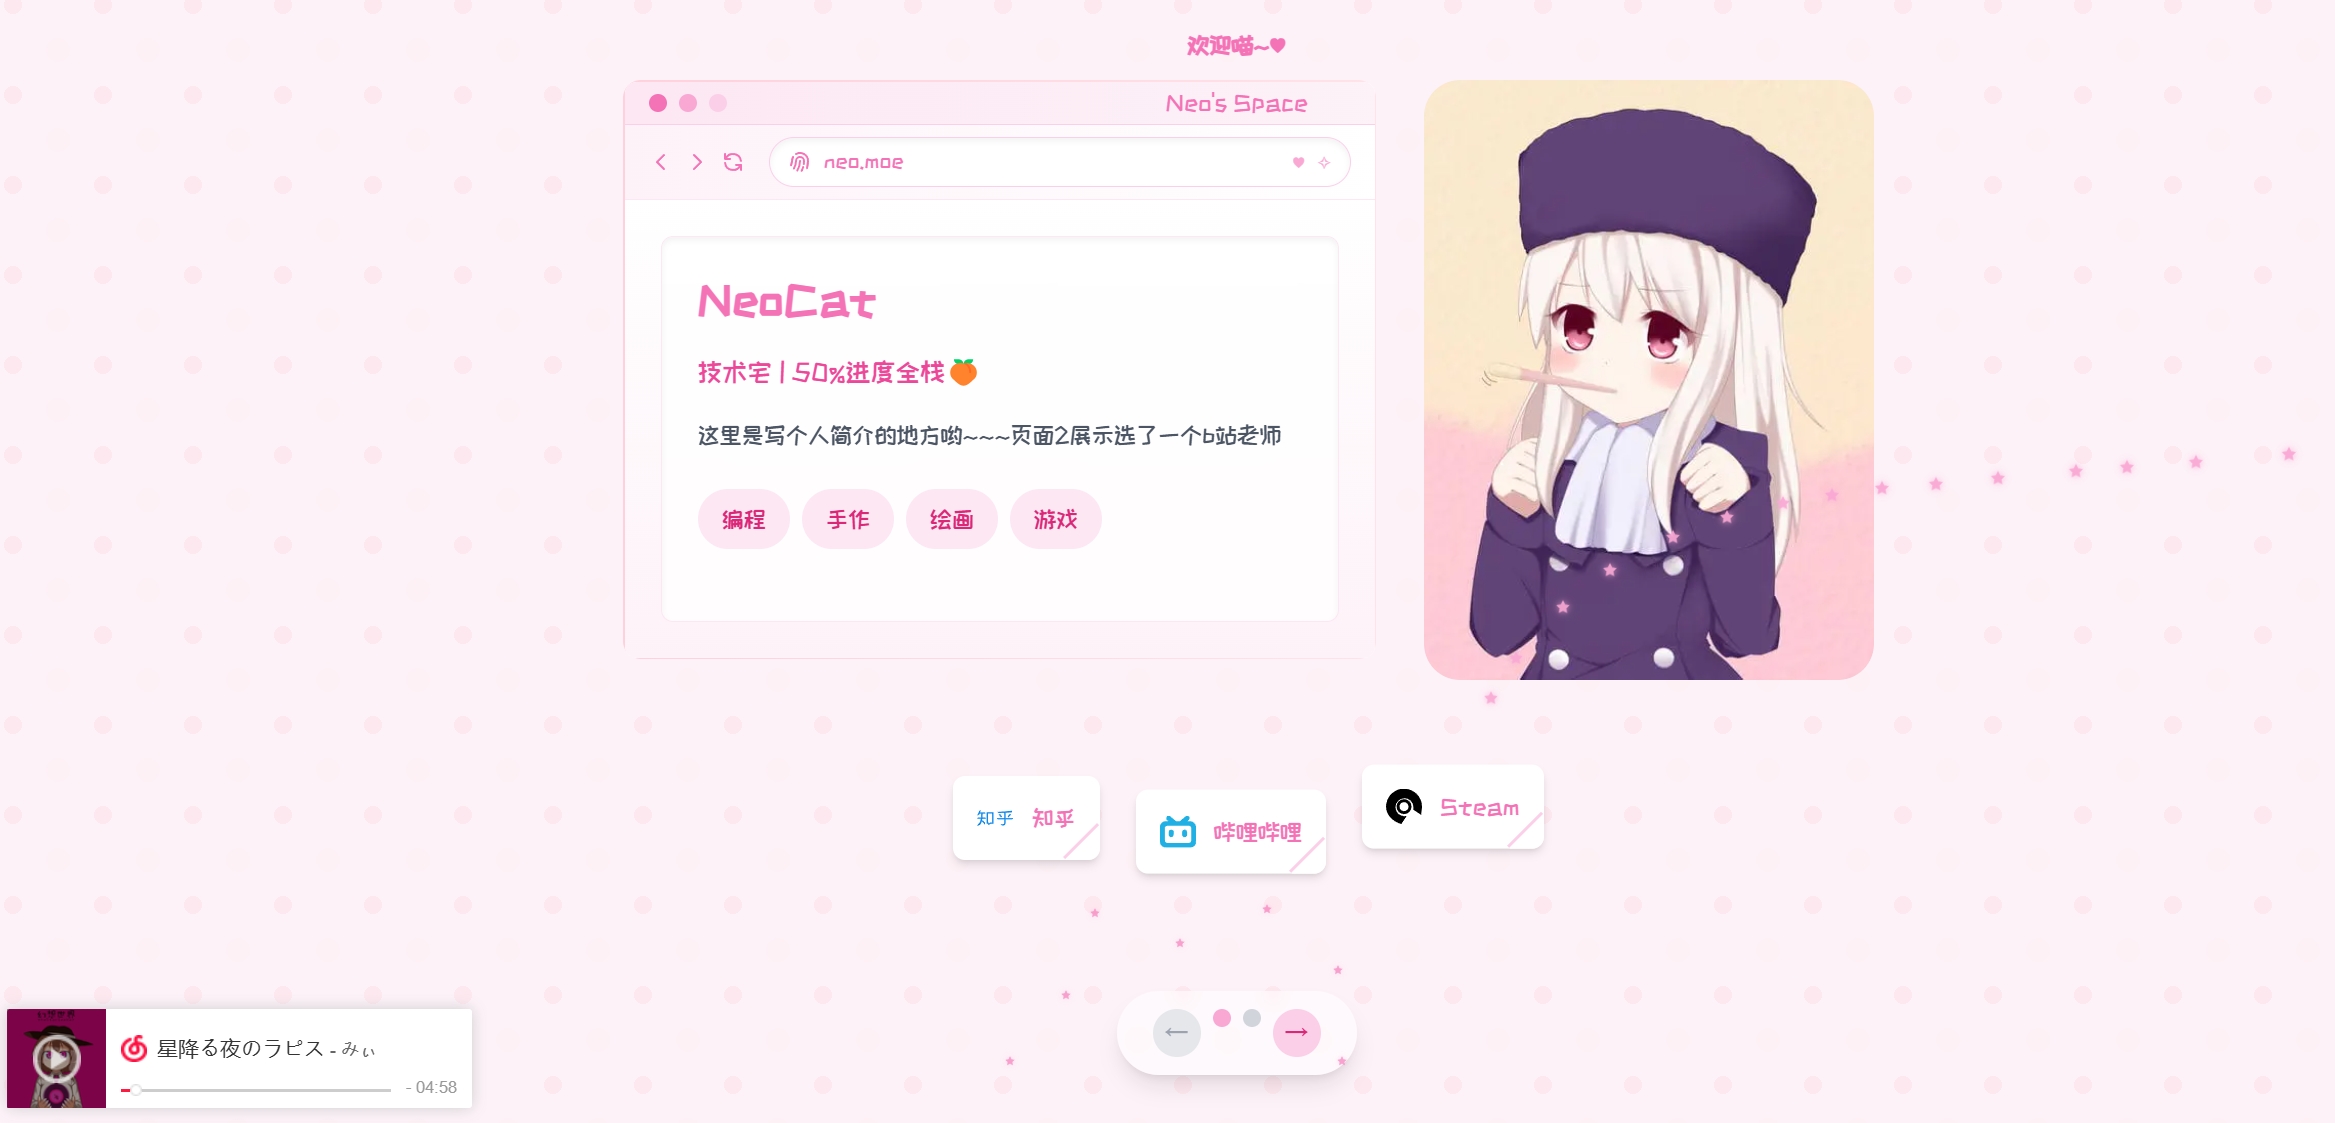 欢迎喵~♥
Neo's Space
neo.moe
NeoCat
技术宅 | 50%进度全栈🍊
这里是写个人简介的地方哟~~~页面2展示选了一个b站老师
编程 手作 绘画 游戏
知乎 知乎
哔哩哔哩
Steam
星降る夜のラピス - みぃ
- 04:58